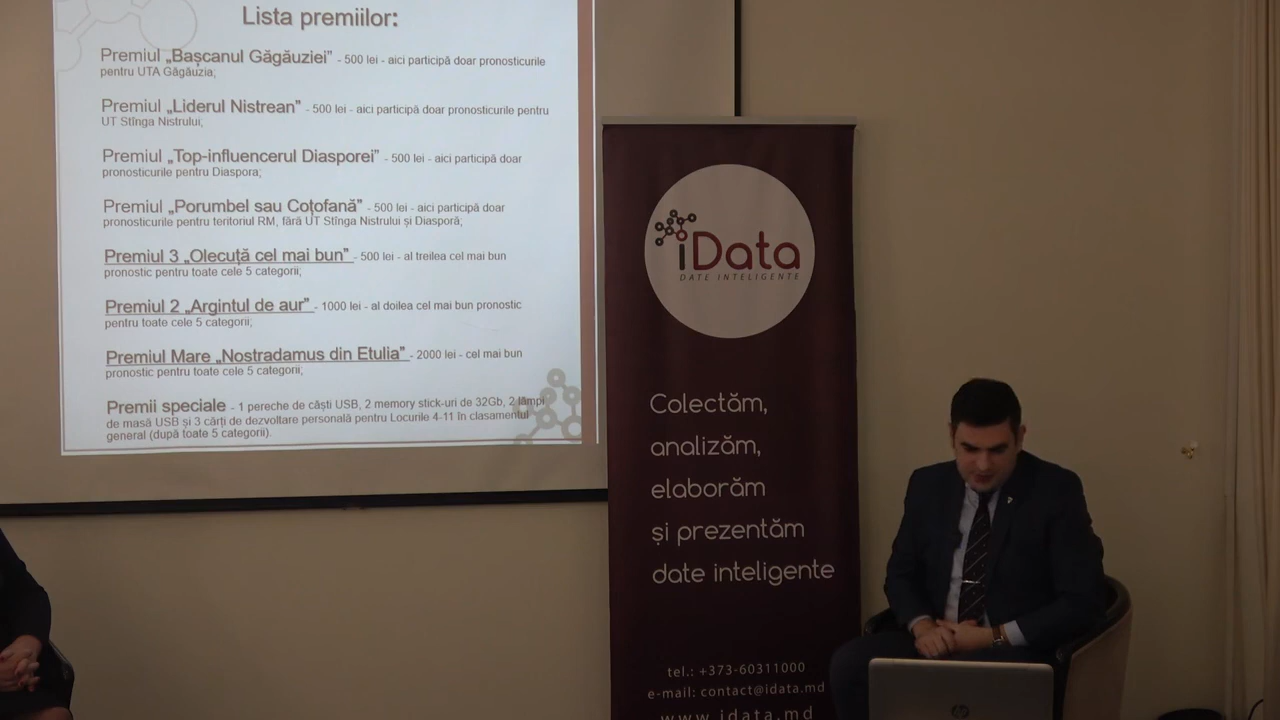 Lista premiilor:
Premiul „Bașcanul Găgăuziei” - 500 lei - aici participă doar pronosticurile
pentru UTA Găgăuzia;
Premiul „Liderul Nistrean” - 500 lei - aici participă doar pronosticurile pentru
UT Stînga Nistrului;
Premiul „Top-influencerul Diasporei” - 500 lei - aici participă doar
pronosticurile pentru Diaspora;
Premiul „Porumbel sau Coțofană” - 500 lei - aici participă doar
pronosticurile pentru teritoriul RM, fără UT Stînga Nistrului și Diasporă;
Premiul 3 „Olecuță cel mai bun” - 500 lei - al treilea cel mai bun
pronostic pentru toate cele 5 categorii;
Premiul 2 „Argintul de aur” - 1000 lei - al doilea cel mai bun pronostic
pentru toate cele 5 categorii;
Premiul Mare „Nostradamus din Etulia” - 2000 lei - cel mai bun
pronostic pentru toate cele 5 categorii;
Premii speciale - 1 pereche de căști USB, 2 memory stick-uri de 32Gb, 2 lămpi
de masă USB și 3 cărți de dezvoltare personală pentru Locurile 4-11 în clasamentul
general (după toate 5 categorii).
iData
DATE INTELIGENTE
Colectăm,
analizăm,
elaborăm
și prezentăm
date inteligente
tel.: +373-60311000
e-mail: contact@idata.md
www.idata.md
hp